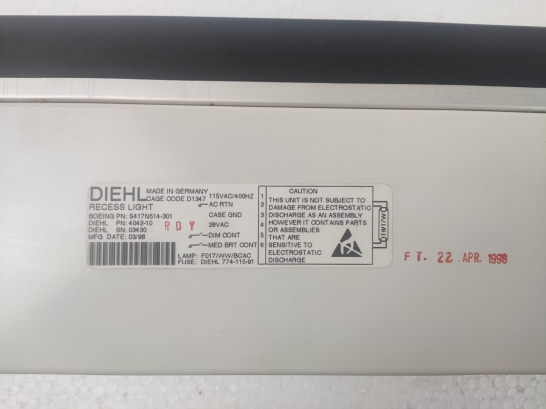 DIEHL
MADE IN GERMANY
CAGE CODE D1347
RECESS LIGHT
BOEING PN: S417N514-301
DIEHL PN: 4042-10
DIEHL SN: 03430
MFG DATE: 03/98
RDY
115VAC/400HZ 1
AC RTN 2
CASE GND 3
28VAC 4
DIM CONT 5
MED BRT CONT 6
LAMP: F017/WW/BCAC
FUSE: DIEHL 774-115-91
CAUTION
THIS UNIT IS NOT SUBJECT TO
DAMAGE FROM ELECTROSTATIC
DISCHARGE AS AN ASSEMBLY
HOWEVER IT CONTAINS PARTS
OR ASSEMBLIES
THAT ARE
SENSITIVE TO
ELECTROSTATIC
DISCHARGE
FT. 22. APR. 1998